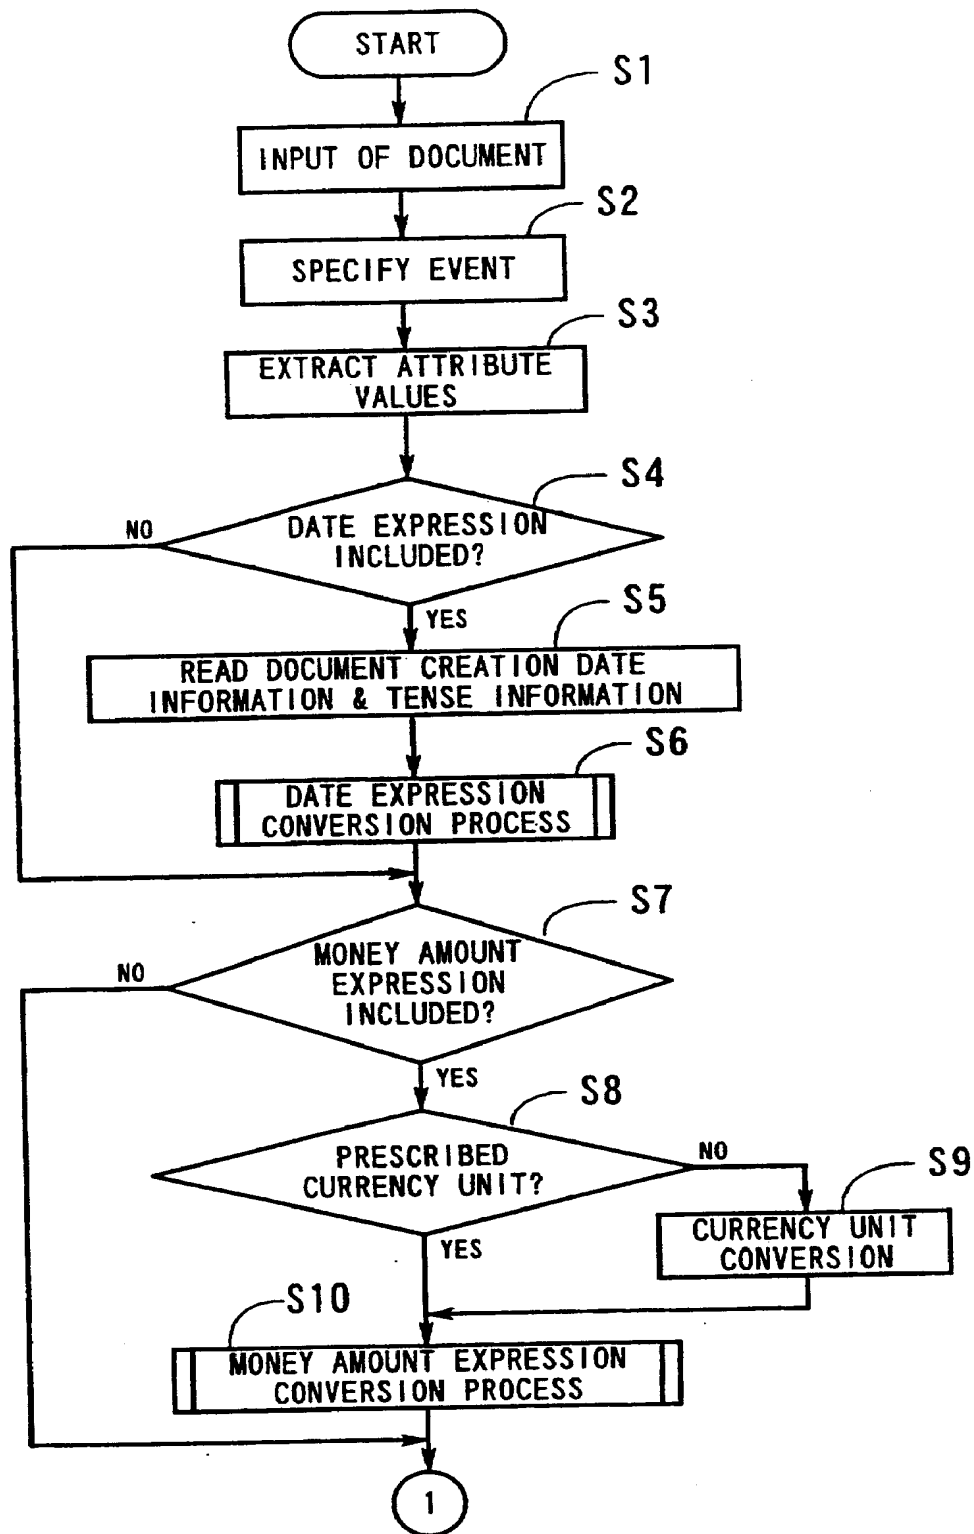 START
S1
INPUT OF DOCUMENT
S2
SPECIFY EVENT
S3
EXTRACT ATTRIBUTE
VALUES
S4
NO
DATE EXPRESSION
INCLUDED?
YES
S5
READ DOCUMENT CREATION DATE
INFORMATION & TENSE INFORMATION
S6
DATE EXPRESSION
CONVERSION PROCESS
S7
NO
MONEY AMOUNT
EXPRESSION
INCLUDED?
YES
S8
PRESCRIBED
CURRENCY UNIT?
NO
S9
CURRENCY UNIT
CONVERSION
YES
S10
MONEY AMOUNT EXPRESSION
CONVERSION PROCESS
1